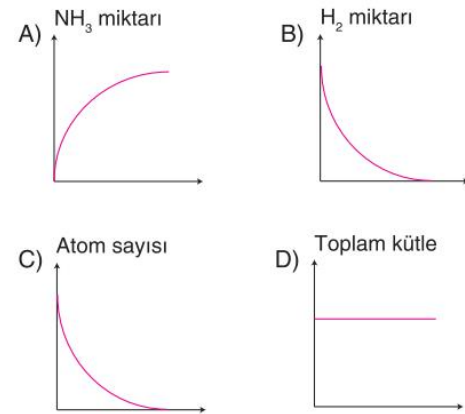 A) NH₃ miktarı
B) H₂ miktarı
C) Atom sayısı
D) Toplam kütle